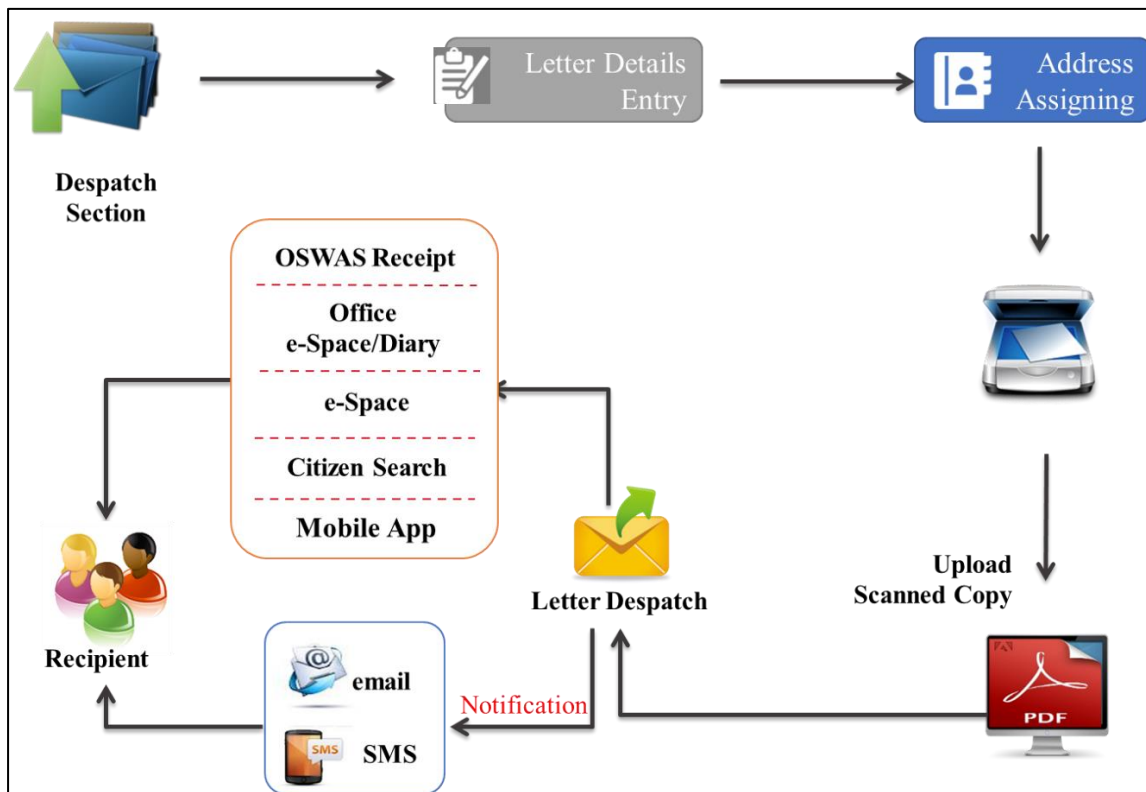 Letter Details
Entry
Address
Assigning
Despatch
Section
OSWAS Receipt
Office
e-Space/Diary
e-Space
Citizen Search
Mobile App
Upload
Scanned Copy
Letter Despatch
Recipient
@
email
Notification
SMS
SMS
PDF